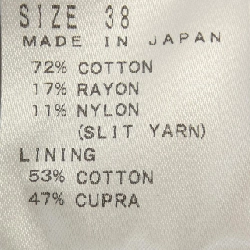 SIZE 38
MADE IN JAPAN
72% COTTON
17% RAYON
11% NYLON
(SLIT YARN)
LINING
53% COTTON
47% CUPRA